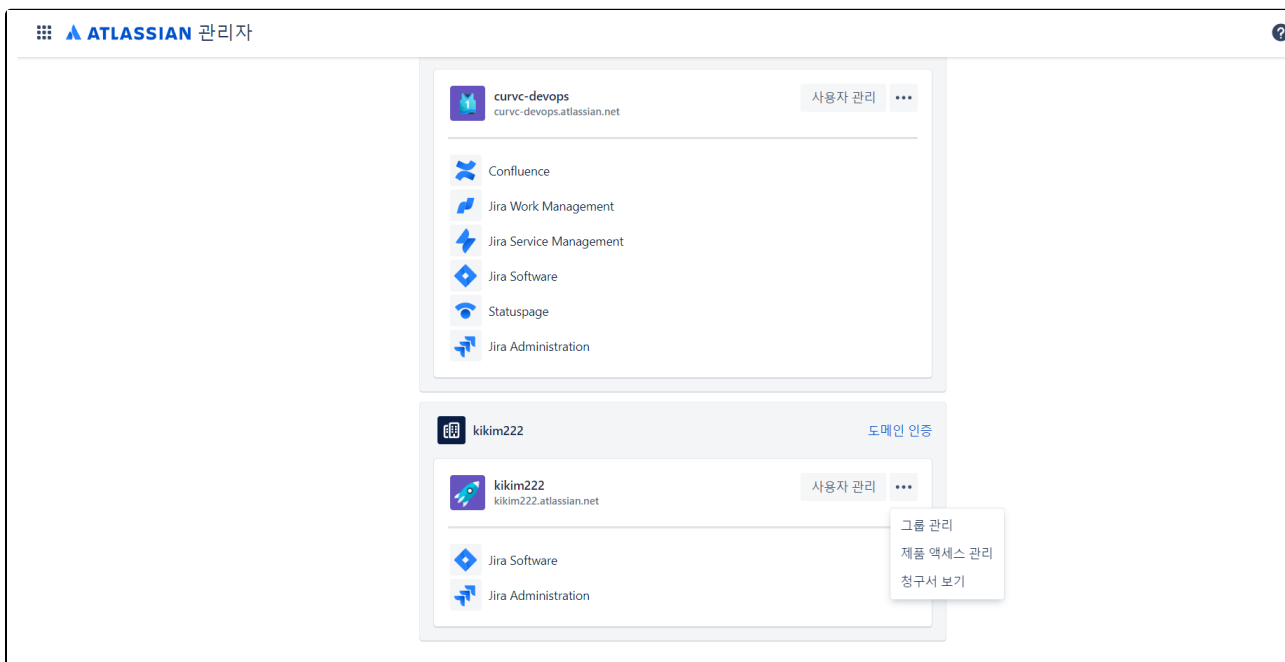 ATLASSIAN 관리자
curvc-devops
사용자 관리
curvc-devops.atlassian.net
Confluence
Jira Work Management
Jira Service Management
Jira Software
Statuspage
Jira Administration
kikim222
도메인 인증
kikim222
사용자 관리
kikim222.atlassian.net
그룹 관리
제품 액세스 관리
청구서 보기
Jira Software
Jira Administration